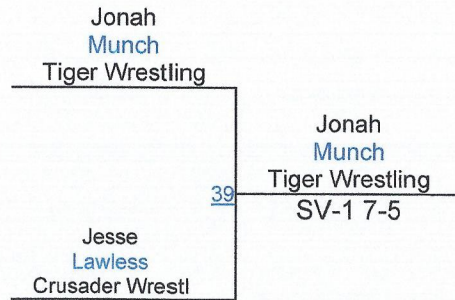 Jonah
Munch
Tiger Wrestling
39
Jonah
Munch
Tiger Wrestling
SV-1 7-5
Jesse
Lawless
Crusader Wrestl